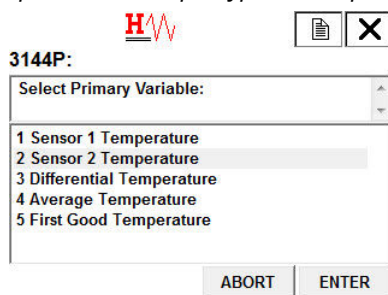 H
3144P:
Select Primary Variable:
1 Sensor 1 Temperature
2 Sensor 2 Temperature
3 Differential Temperature
4 Average Temperature
5 First Good Temperature
ABORT ENTER